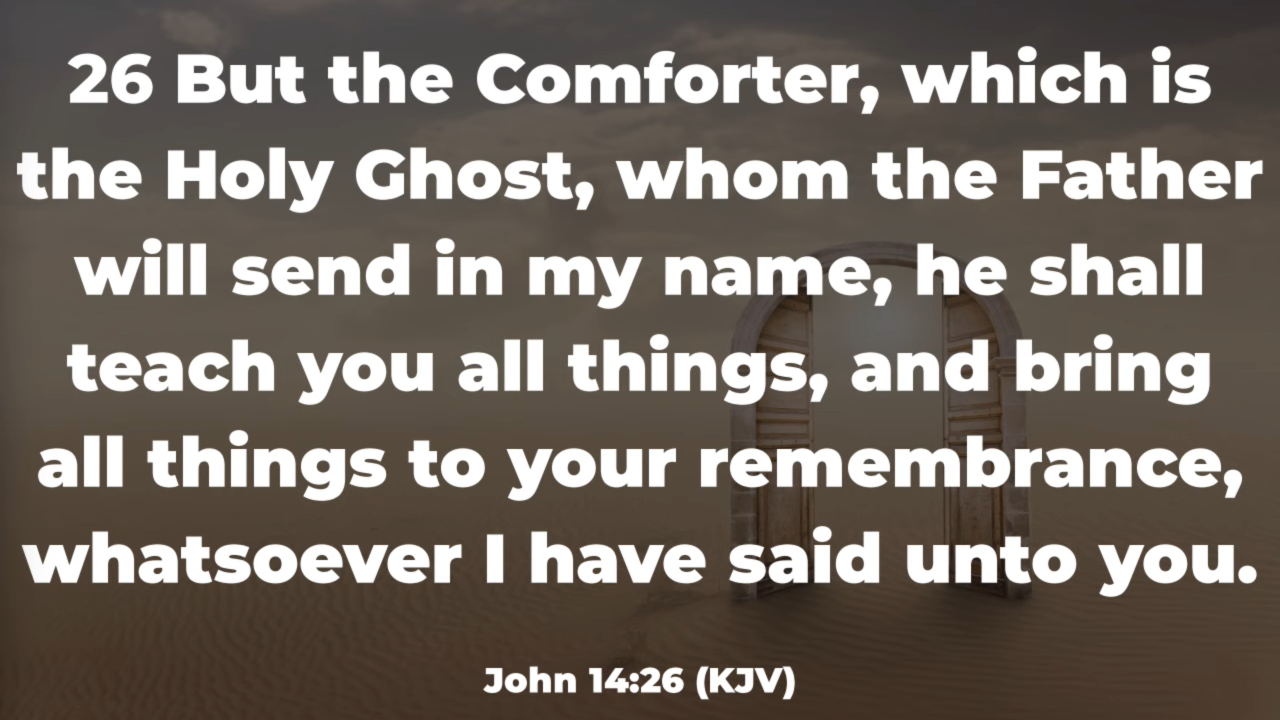 26 But the Comforter, which is
the Holy Ghost, whom the Father
will send in my name, he shall
teach you all things, and bring
all things to your remembrance,
whatsoever I have said unto you.
John 14:26 (KJV)